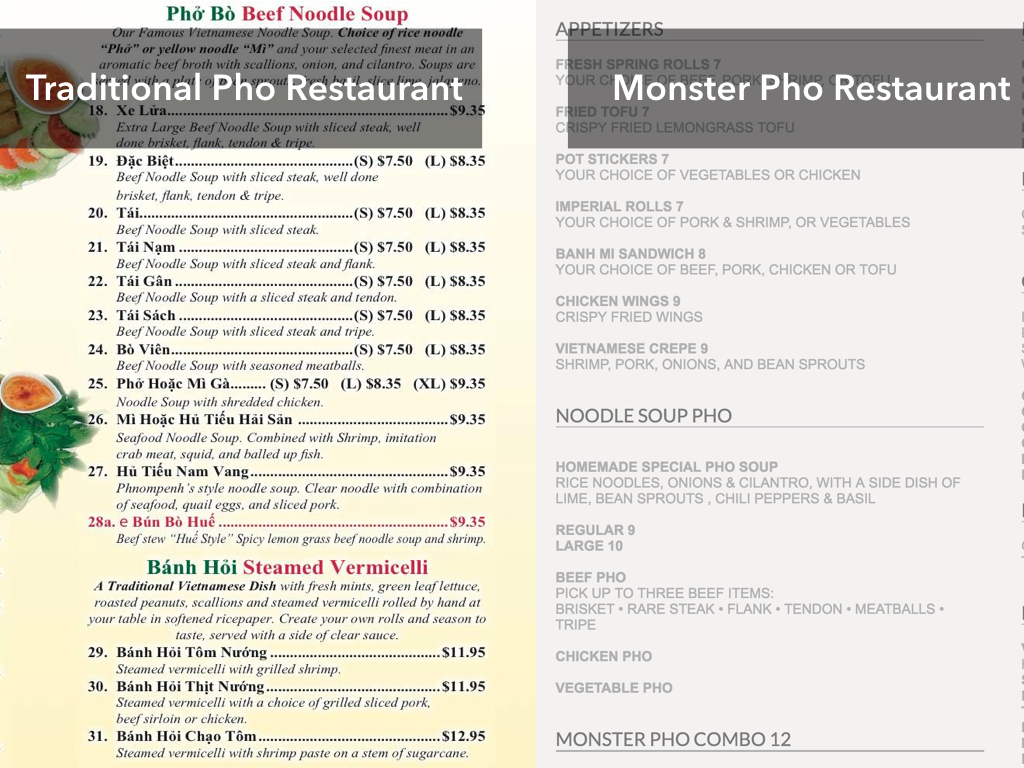 Phở Bò Beef Noodle Soup
Our Famous Vietnamese Noodle Soup. Choice of rice noodle
"Phở" or yellow noodle "Mì" and your selected finest meat in an
aromatic beef broth with scallions, onion, and cilantro. Soups are
served with a plate of bean sprout, fresh basil, slice lime, jalapeno.
Traditional Pho Restaurant
18. Xe Lửa...$9.35
Extra Large Beef Noodle Soup with sliced steak, well
done brisket, flank, tendon & tripe.
19. Đặc Biệt...(S) $7.50 (L) $8.35
Beef Noodle Soup with sliced steak, well done
brisket, flank, tendon & tripe.
20. Tái...(S) $7.50 (L) $8.35
Beef Noodle Soup with sliced steak.
21. Tái Nạm...(S) $7.50 (L) $8.35
Beef Noodle Soup with sliced steak and flank.
22. Tái Gân...(S) $7.50 (L) $8.35
Beef Noodle Soup with a sliced steak and tendon.
23. Tái Sách...(S) $7.50 (L) $8.35
Beef Noodle Soup with sliced steak and tripe.
24. Bò Viên...(S) $7.50 (L) $8.35
Beef Noodle Soup with seasoned meatballs.
25. Phở Hoặc Mì Gà... (S) $7.50 (L) $8.35 (XL) $9.35
Noodle Soup with shredded chicken.
26. Mì Hoặc Hủ Tiếu Hải Sản ...$9.35
Seafood Noodle Soup. Combined with Shrimp, imitation
crab meat, squid, and balled up fish.
27. Hủ Tiếu Nam Vang...$9.35
Phnompenh's style noodle soup. Clear noodle with combination
of seafood, quail eggs, and sliced pork.
28a. e Bún Bò Huế ...$9.35
Beef stew "Huế Style" Spicy lemon grass beef noodle soup and shrimp.
Bánh Hỏi Steamed Vermicelli
A Traditional Vietnamese Dish with fresh mints, green leaf lettuce,
roasted peanuts, scallions and steamed vermicelli rolled by hand at
your table in softened ricepaper. Create your own rolls and season to
taste, served with a side of clear sauce.
29. Bánh Hỏi Tôm Nướng ...$11.95
Steamed vermicelli with grilled shrimp.
30. Bánh Hỏi Thịt Nướng...$11.95
Steamed vermicelli with a choice of grilled sliced pork,
beef sirloin or chicken.
31. Bánh Hỏi Chạo Tôm...$12.95
Steamed vermicelli with shrimp paste on a stem of sugarcane.
APPETIZERS
FRESH SPRING ROLLS 7
YOUR CHOICE OF BEEF, PORK, SHRIMP, OR TOFU
Monster Pho Restaurant
FRIED TOFU 7
CRISPY FRIED LEMONGRASS TOFU
POT STICKERS 7
YOUR CHOICE OF VEGETABLES OR CHICKEN
IMPERIAL ROLLS 7
YOUR CHOICE OF PORK & SHRIMP, OR VEGETABLES
BANH MI SANDWICH 8
YOUR CHOICE OF BEEF, PORK, CHICKEN OR TOFU
CHICKEN WINGS 9
CRISPY FRIED WINGS
VIETNAMESE CREPE 9
SHRIMP, PORK, ONIONS, AND BEAN SPROUTS
NOODLE SOUP PHO
HOMEMADE SPECIAL PHO SOUP
RICE NOODLES, ONIONS & CILANTRO, WITH A SIDE DISH OF
LIME, BEAN SPROUTS , CHILI PEPPERS & BASIL
REGULAR 9
LARGE 10
BEEF PHO
PICK UP TO THREE BEEF ITEMS:
BRISKET • RARE STEAK • FLANK • TENDON • MEATBALLS •
TRIPE
CHICKEN PHO
VEGETABLE PHO
MONSTER PHO COMBO 12